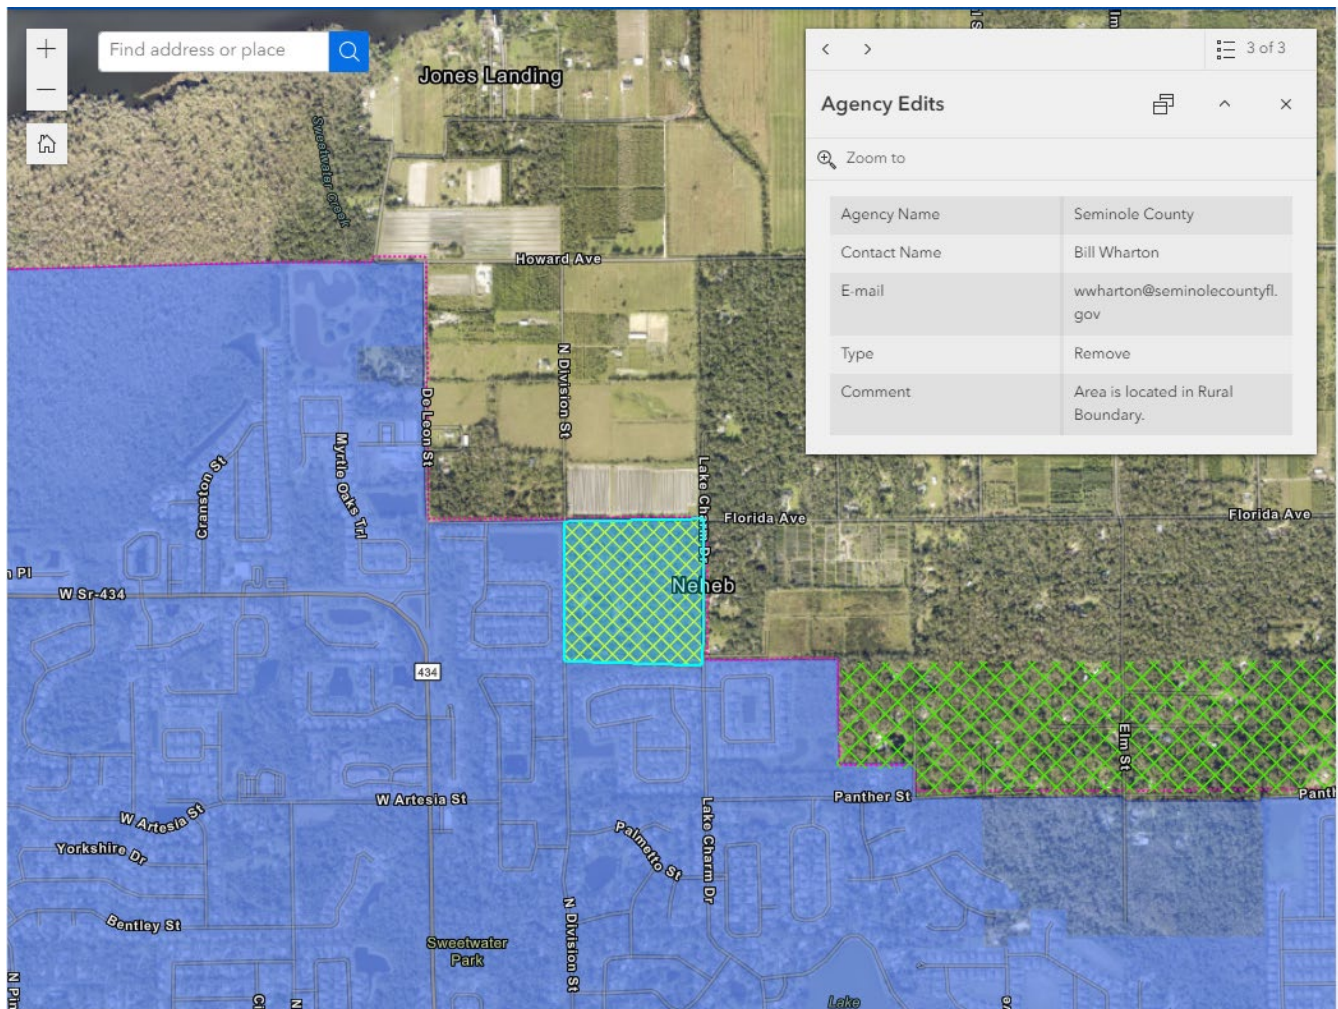 Find address or place
3 of 3
Agency Edits
Zoom to
Agency Name Seminole County
Contact Name Bill Wharton
E-mail wwharton@seminolecountyfl.
gov
Type Remove
Comment Area is located in Rural
Boundary.
Jones Landing
Sweetwater Creek
Howard Ave
N Division St
De Leon St
Myrtle Oaks Trl
Cranston St
Lake Charm Dr
Florida Ave
Florida Ave
Neheb
W Sr-434
434
Elm St
W Artesia St
Panther St
W Artesia St
Yorkshire Dr
Palmetto St
Lake Charm Dr
Bentley St
N Division St
Sweetwater
Park
Lake